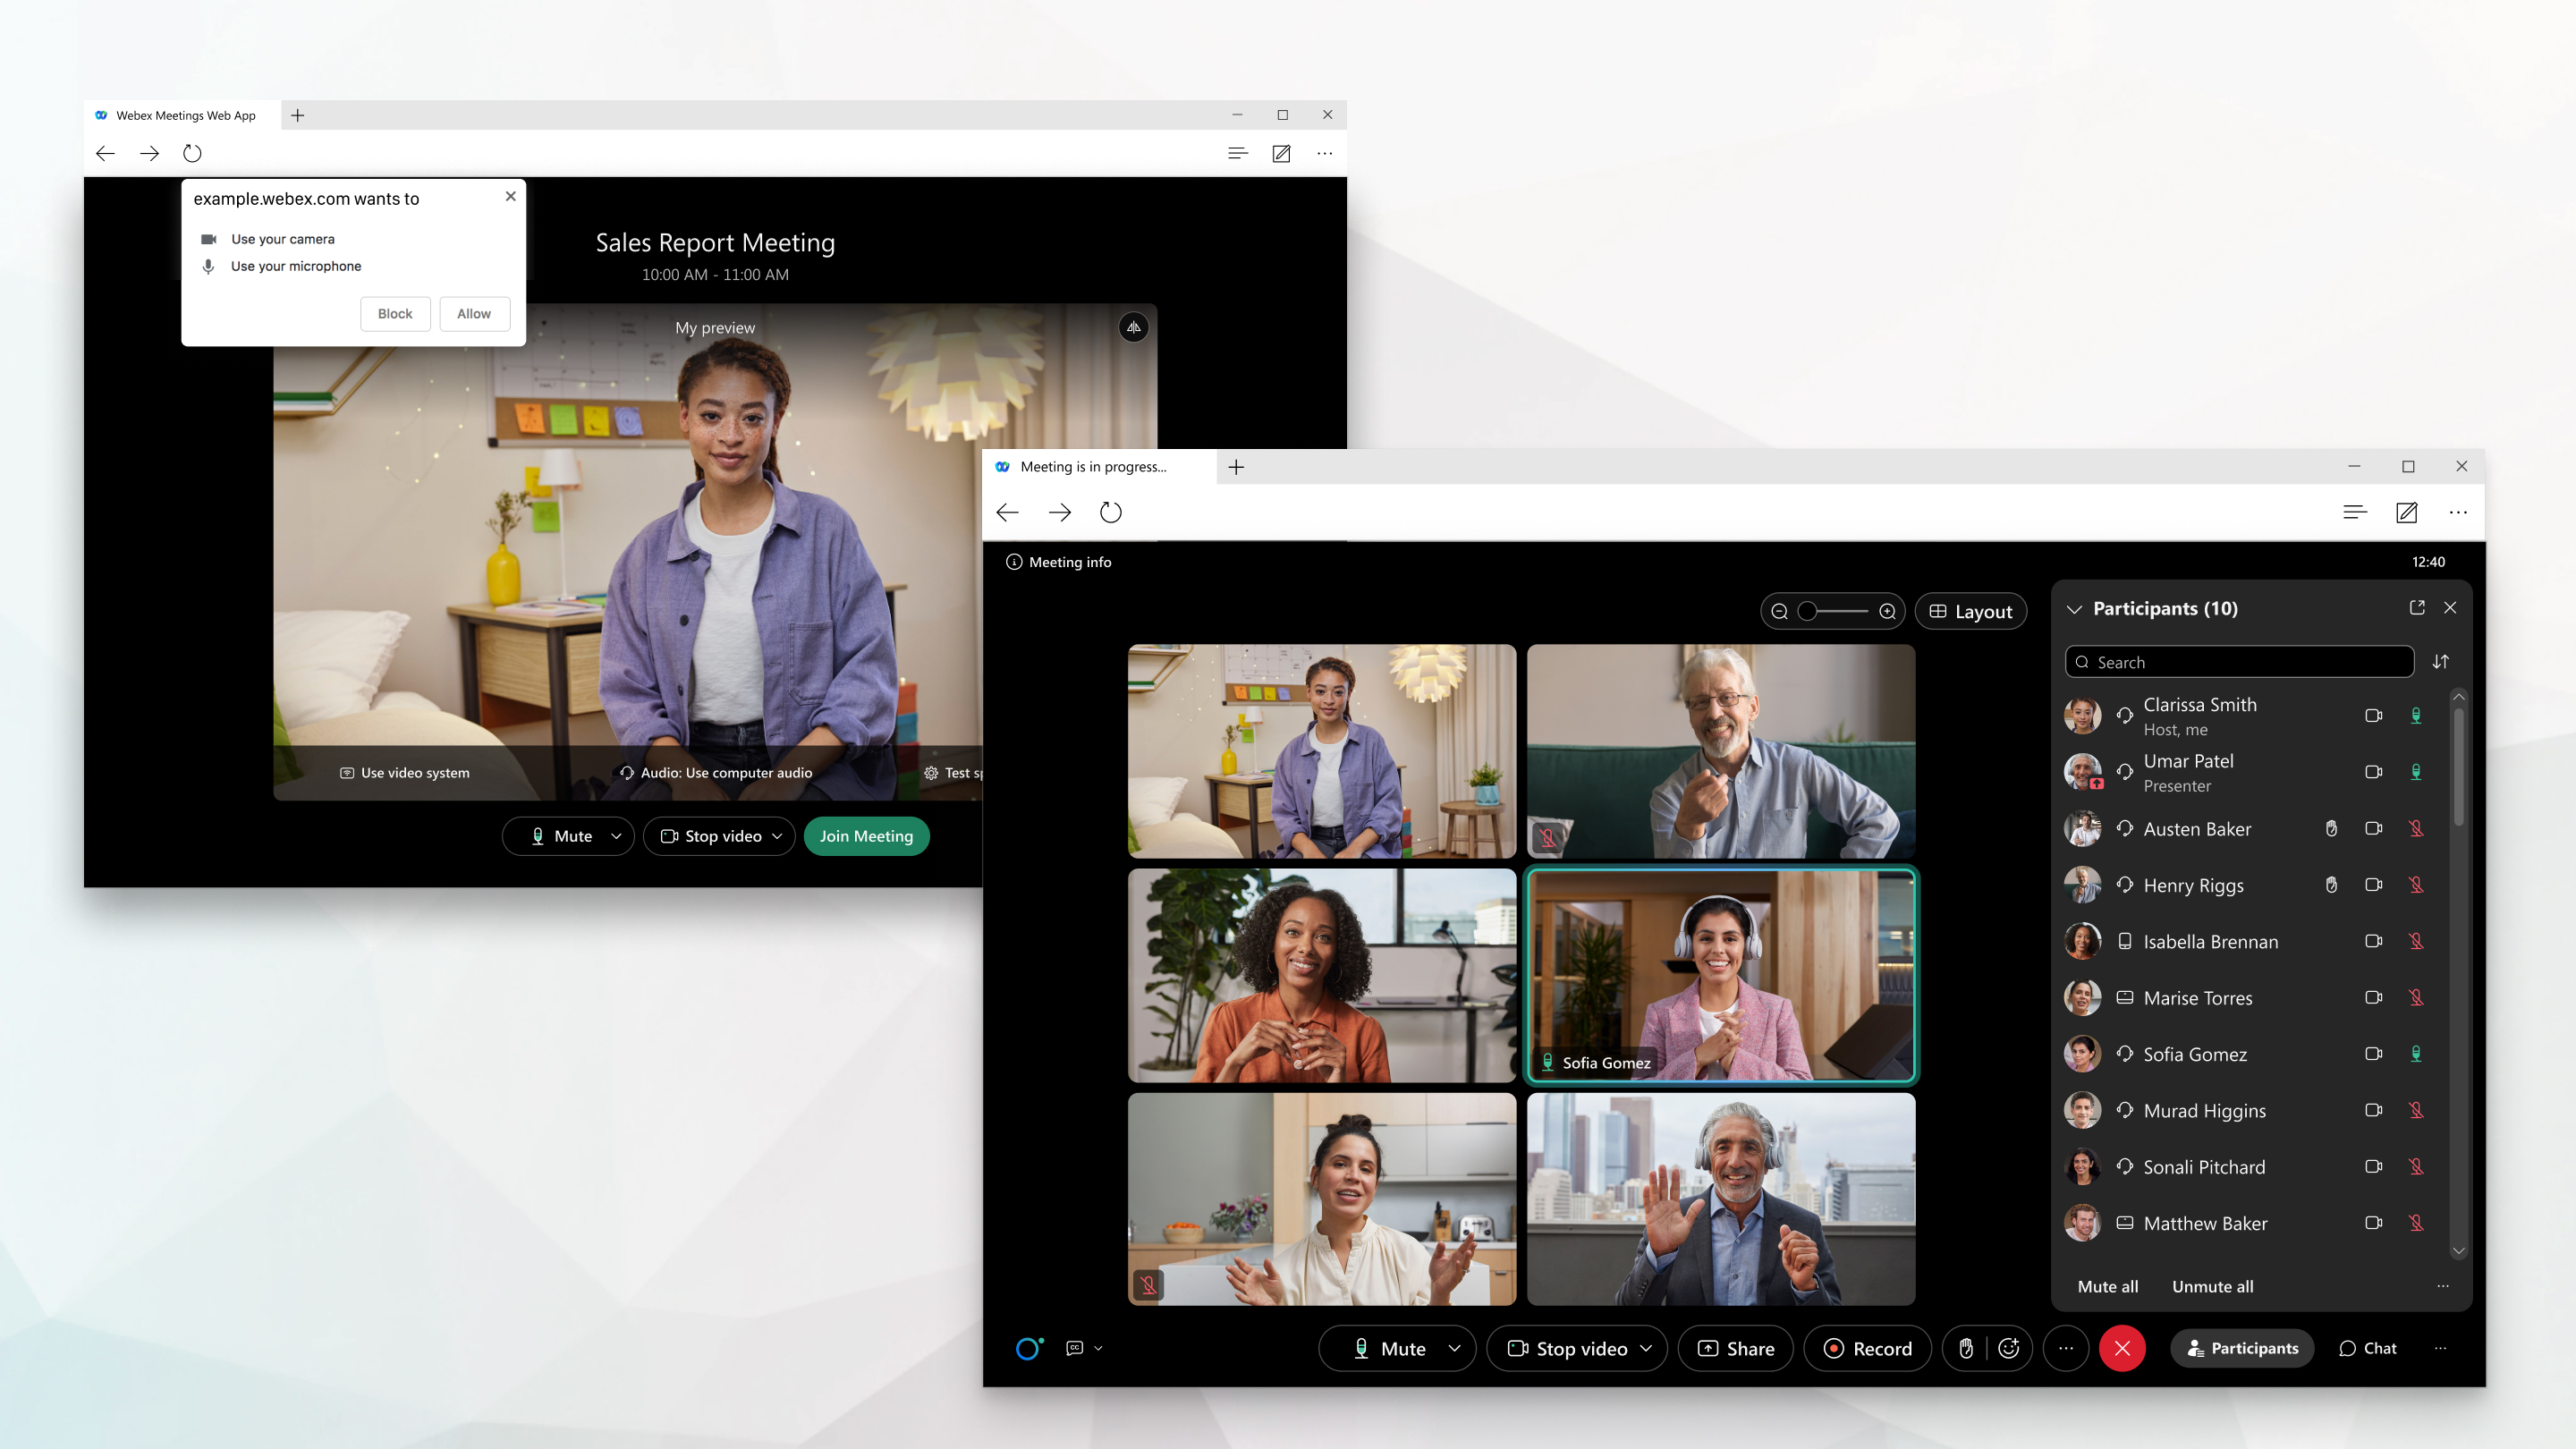 Webex Meetings Web App
example.webex.com wants to
Use your camera
Use your microphone
Block
Allow
Sales Report Meeting
10:00 AM - 11:00 AM
My preview
Use video system
Audio: Use computer audio
Test
Mute
Stop video
Join Meeting
Meeting is in progress...
Meeting info
12:40
Layout
Sofia Gomez
Participants (10)
Search
Clarissa Smith
Host, me
Umar Patel
Presenter
Austen Baker
Henry Riggs
Isabella Brennan
Marise Torres
Sofia Gomez
Murad Higgins
Sonali Pitchard
Matthew Baker
Mute all
Unmute all
CC
Mute
Stop video
Share
Record
Participants
Chat